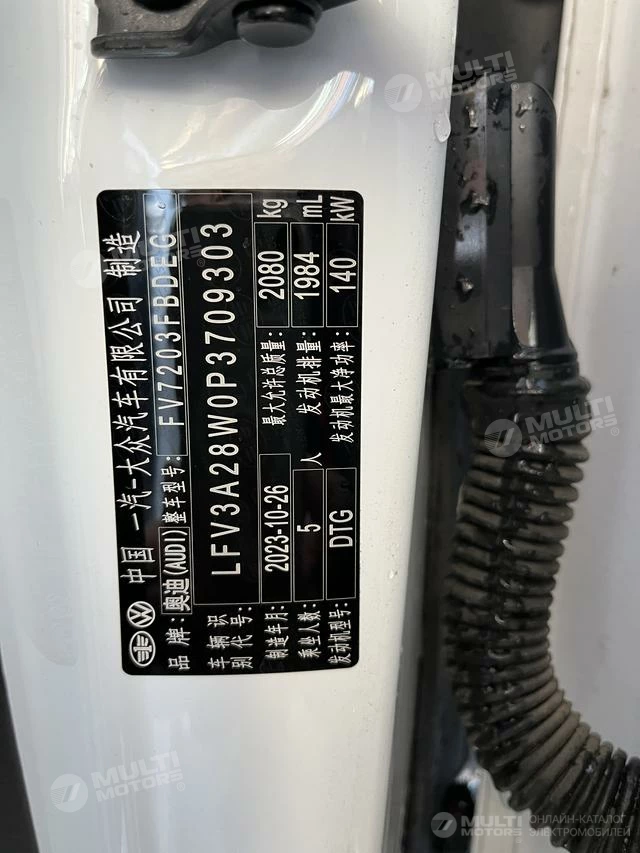 中国 一汽-大众汽车有限公司 制造
品 牌: 奥迪(AUDI) 整车型号: FV7203FBDEG
车 辆 识 别 代 号: LFV3A28W0P3709303
制造年月: 2023-10-26 最大允许总质量: 2080 kg
乘坐人数: 5 人 发动机排量: 1984 mL
发动机型号: DTG 发动机最大净功率: 140 kW
MULTI MOTORS
MULTI MOTORS
MULTI MOTORS
MULTI MOTORS
MULTI MOTORS ОНЛАЙН-КАТАЛОГ ЭЛЕКТРОМОБИЛЕЙ